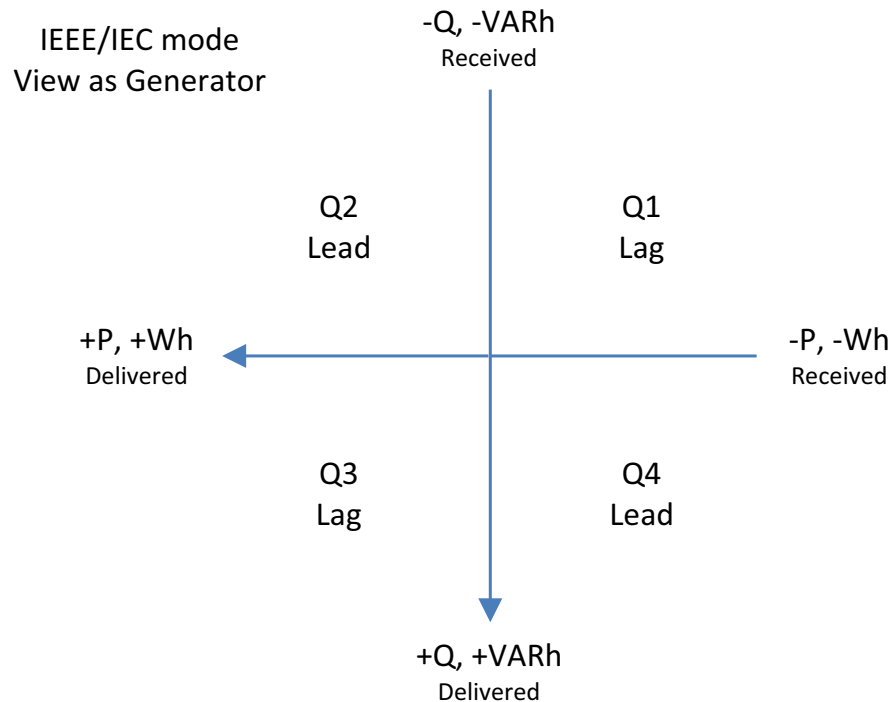 IEEE/IEC mode
View as Generator
-Q, -VARh
Received
Q2
Lead
Q1
Lag
+P, +Wh
Delivered
-P, -Wh
Received
Q3
Lag
Q4
Lead
+Q, +VARh
Delivered